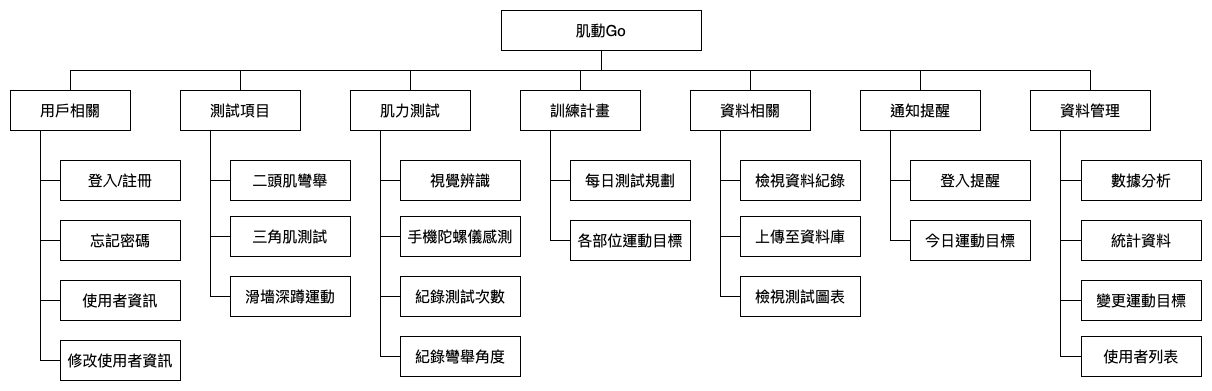 肌動Go
用戶相關
測試項目
肌力測試
訓練計畫
資料相關
通知提醒
資料管理
登入/註冊
忘記密碼
使用者資訊
修改使用者資訊
二頭肌彎舉
三角肌測試
滑墻深蹲運動
視覺辨識
手機陀螺儀感測
紀錄測試次數
紀錄彎舉角度
每日測試規劃
各部位運動目標
檢視資料紀錄
上傳至資料庫
檢視測試圖表
登入提醒
今日運動目標
數據分析
統計資料
變更運動目標
使用者列表